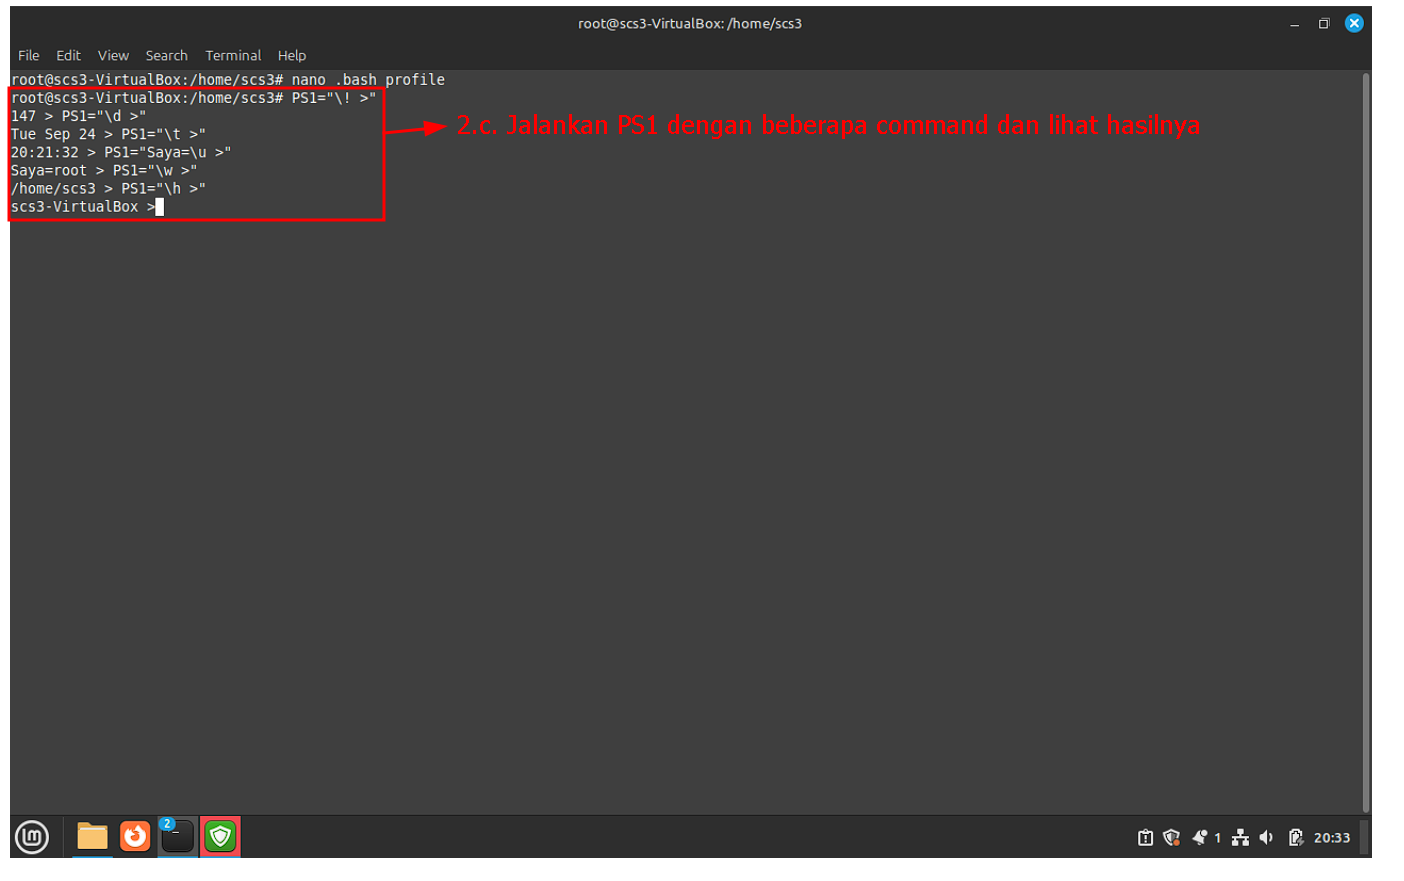 root@scs3-VirtualBox: /home/scs3
File Edit View Search Terminal Help
root@scs3-VirtualBox:/home/scs3# nano .bash profile
root@scs3-VirtualBox:/home/scs3# PS1="\! >"
147 > PS1="\d >"
Tue Sep 24 > PS1="\t >"
20:21:32 > PS1="Saya=\u >"
Saya=root > PS1="\w >"
/home/scs3 > PS1="\h >"
scs3-VirtualBox >
2.c. Jalankan PS1 dengan beberapa command dan lihat hasilnya
2
1
20:33